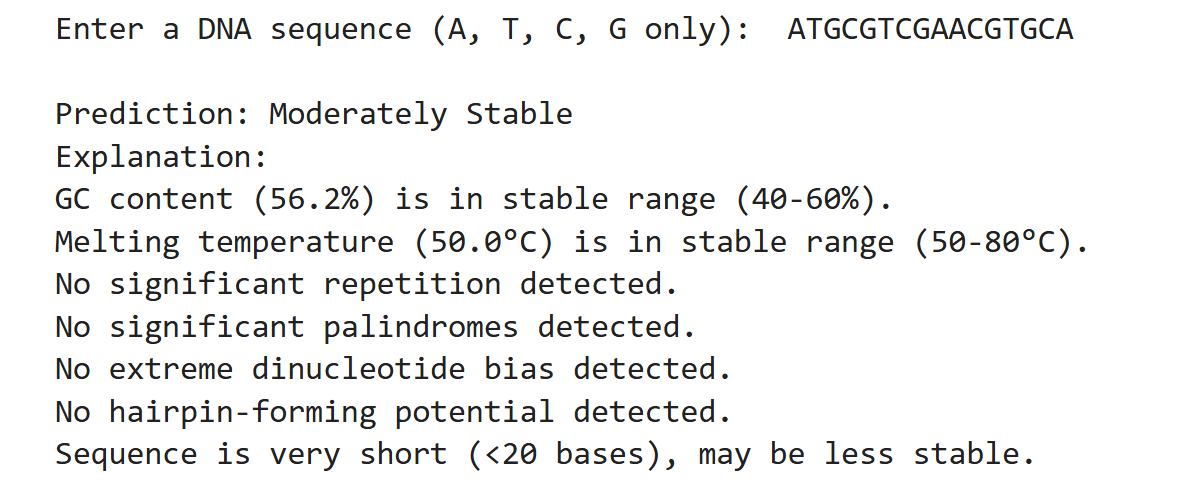 Enter a DNA sequence (A, T, C, G only): ATGCGTCGAACGTGCA
Prediction: Moderately Stable
Explanation:
GC content (56.2%) is in stable range (40-60%).
Melting temperature (50.0°C) is in stable range (50-80°C).
No significant repetition detected.
No significant palindromes detected.
No extreme dinucleotide bias detected.
No hairpin-forming potential detected.
Sequence is very short (<20 bases), may be less stable.